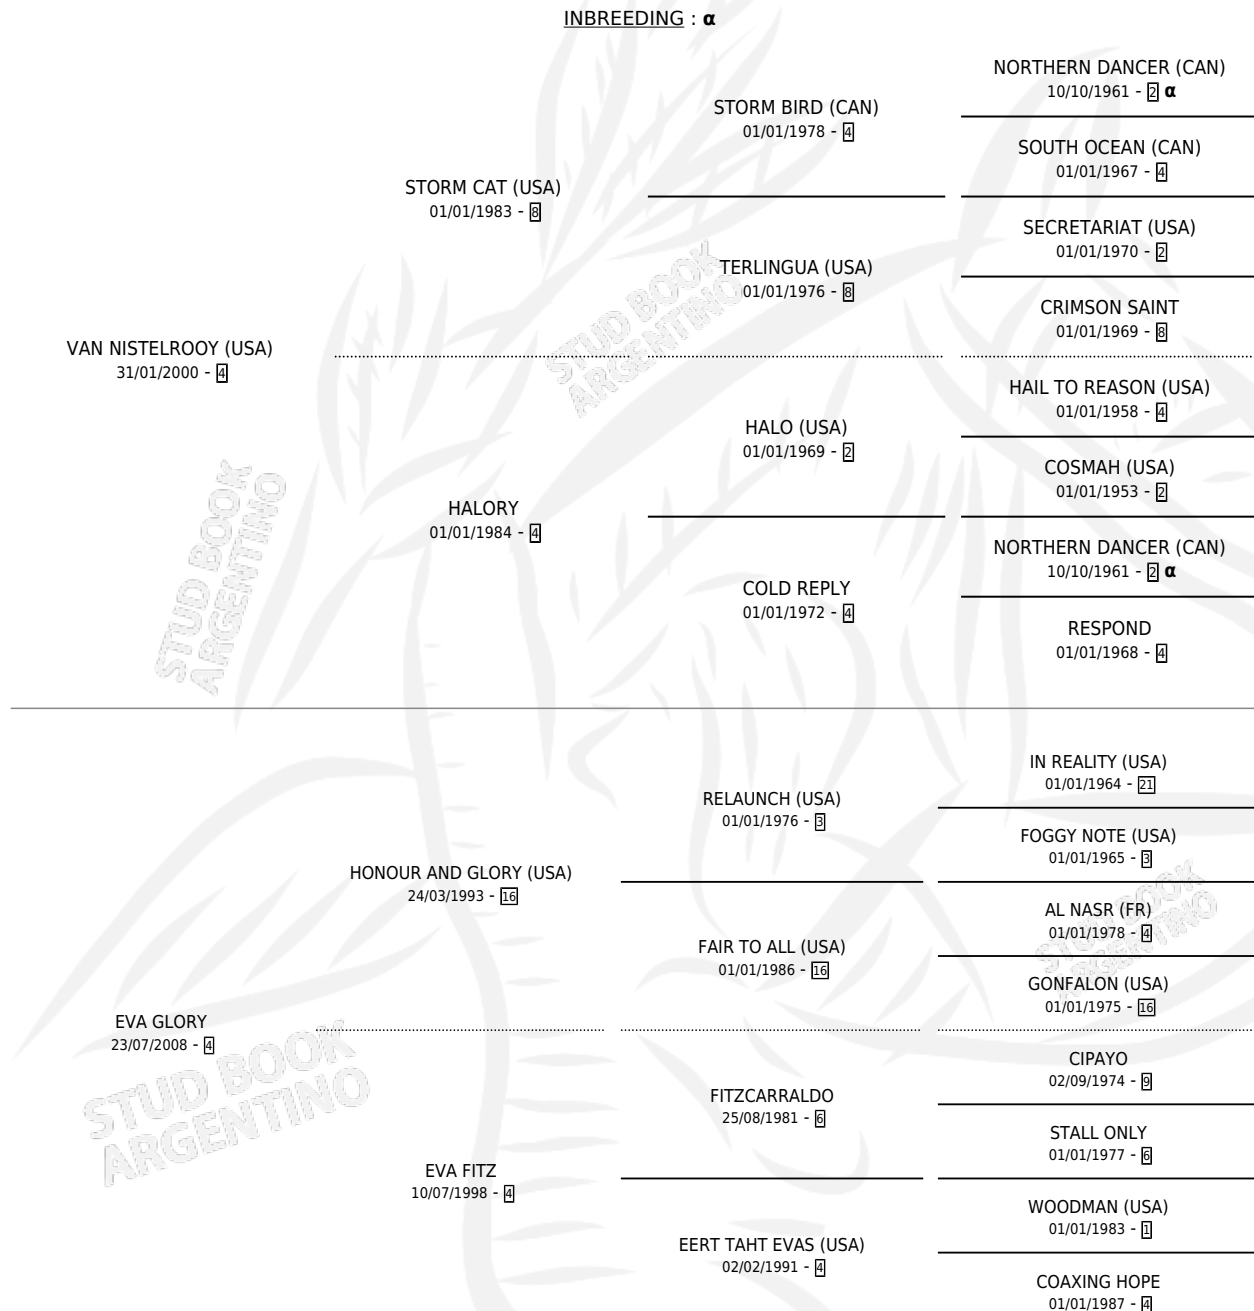 INBREEDING : α
NORTHERN DANCER (CAN)
10/10/1961 - 2 α
STORM BIRD (CAN)
01/01/1978 - 4
SOUTH OCEAN (CAN)
01/01/1967 - 4
STORM CAT (USA)
01/01/1983 - 8
SECRETARIAT (USA)
01/01/1970 - 2
TERLINGUA (USA)
01/01/1976 - 8
CRIMSON SAINT
01/01/1969 - 8
VAN NISTELROOY (USA)
31/01/2000 - 4
HAIL TO REASON (USA)
01/01/1958 - 4
HALO (USA)
01/01/1969 - 2
COSMAH (USA)
01/01/1953 - 2
HALORY
01/01/1984 - 4
NORTHERN DANCER (CAN)
10/10/1961 - 2 α
COLD REPLY
01/01/1972 - 4
RESPOND
01/01/1968 - 4
IN REALITY (USA)
01/01/1964 - 21
RELAUNCH (USA)
01/01/1976 - 3
FOGGY NOTE (USA)
01/01/1965 - 3
HONOUR AND GLORY (USA)
24/03/1993 - 16
AL NASR (FR)
01/01/1978 - 4
FAIR TO ALL (USA)
01/01/1986 - 16
GONFALON (USA)
01/01/1975 - 16
EVA GLORY
23/07/2008 - 4
CIPAYO
02/09/1974 - 9
FITZCARRALDO
25/08/1981 - 6
STALL ONLY
01/01/1977 - 6
EVA FITZ
10/07/1998 - 4
WOODMAN (USA)
01/01/1983 - 1
EERT TAHT EVAS (USA)
02/02/1991 - 4
COAXING HOPE
01/01/1987 - 4
STUD BOOK
ARGENTINO
STUD BOOK
ARGENTINO
STUD BOOK
ARGENTINO
STUD BOOK
ARGENTINO